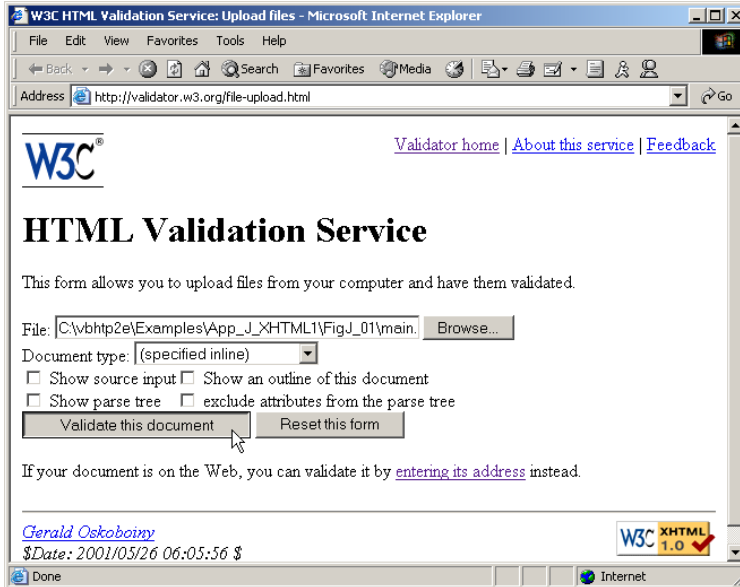 W3C HTML Validation Service: Upload files - Microsoft Internet Explorer
File Edit View Favorites Tools Help
Back Search Favorites Media
Address http://validator.w3.org/file-upload.html Go
W3C®
Validator home | About this service | Feedback
HTML Validation Service
This form allows you to upload files from your computer and have them validated.
File: C:\vbhtp2e\Examples\App_J_XHTML1\FigJ_01\main. Browse...
Document type: (specified inline)
Show source input Show an outline of this document
Show parse tree exclude attributes from the parse tree
Validate this document Reset this form
If your document is on the Web, you can validate it by entering its address instead.
Gerald Oskoboiny
$Date: 2001/05/26 06:05:56 $
W3C XHTML 1.0
Done Internet